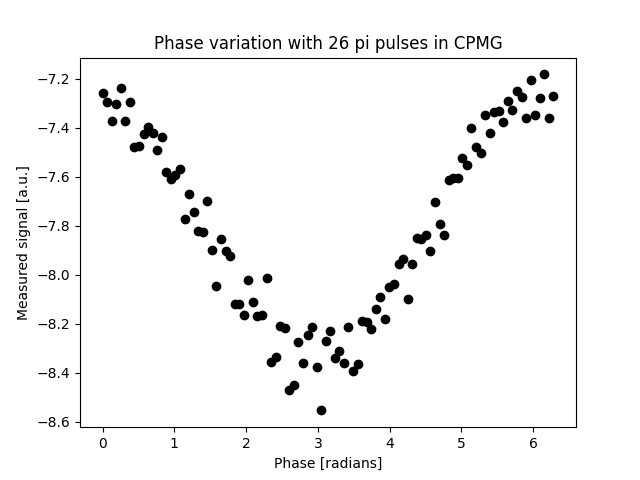 Phase variation with 26 pi pulses in CPMG
−7.2
−7.4
−7.6
−7.8
−8.0
−8.2
−8.4
−8.6
Measured signal [a.u.]
0 1 2 3 4 5 6
Phase [radians]